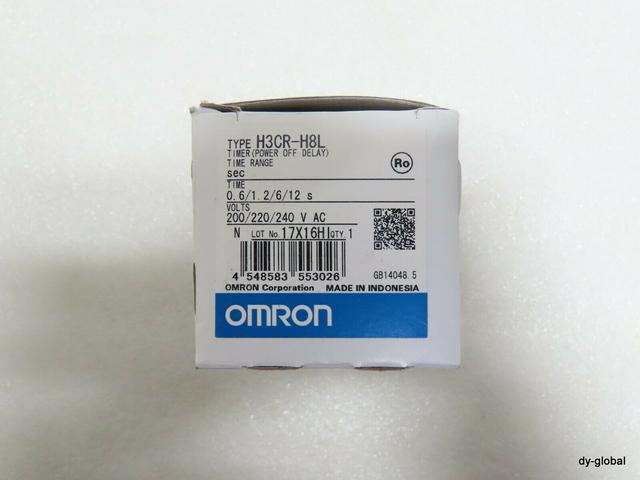 TYPE H3CR-H8L
TIMER(POWER OFF DELAY)
TIME RANGE
sec
Ro
TIME
0.6/1.2/6/12 s
VOLTS
200/220/240 V AC
N LOT No. 17X16HI QTY.1
4 548583 553026
GB14048.5
OMRON Corporation MADE IN INDONESIA
OMRON
dy-global